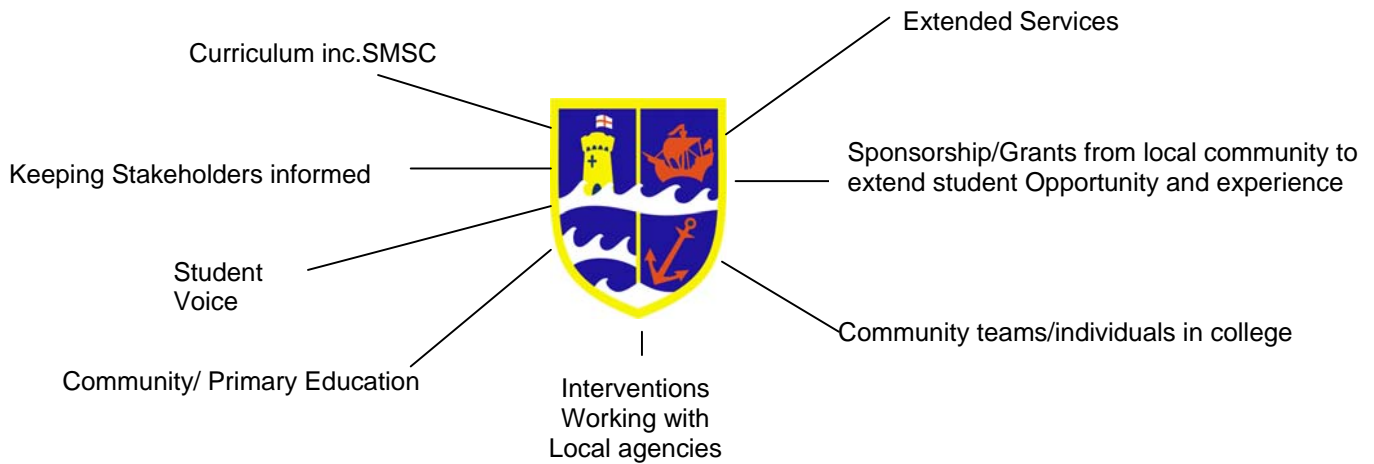 Extended Services
Curriculum inc.SMSC
Sponsorship/Grants from local community to
extend student Opportunity and experience
Keeping Stakeholders informed
Student
Voice
Community teams/individuals in college
Community/ Primary Education
Interventions
Working with
Local agencies